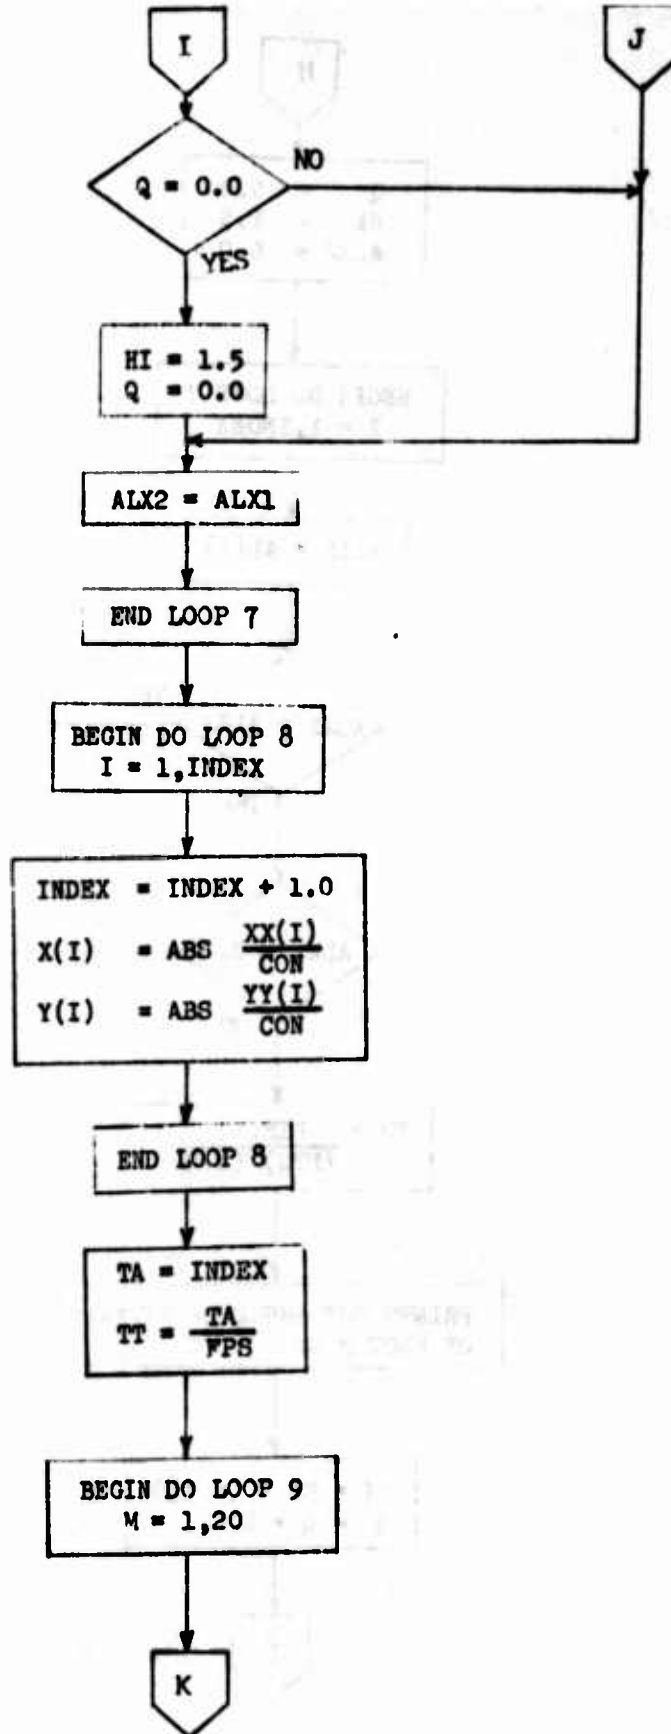 I
J
Q = 0.0
NO
YES
HI = 1.5
Q = 0.0
ALX2 = ALX1
END LOOP 7
BEGIN DO LOOP 8
I = 1,INDEX
INDEX = INDEX + 1.0
X(I) = ABS XX(I)
CON
Y(I) = ABS YY(I)
CON
END LOOP 8
TA = INDEX
TT = TA
FPS
BEGIN DO LOOP 9
M = 1,20
K